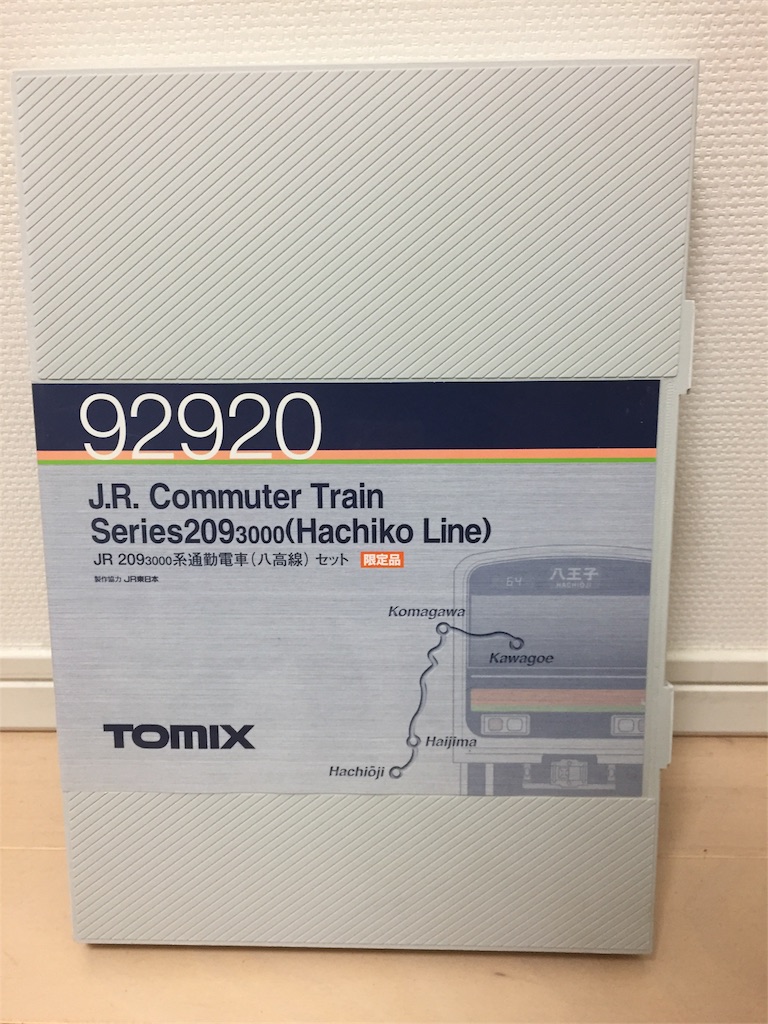 92920
J.R. Commuter Train
Series2093000(Hachiko Line)
JR 2093000系通勤電車(八高線) セット 限定品
製作協力 JR東日本
64 八王子
HACHIŌJI
Komagawa
Kawagoe
TOMIX
Haijima
Hachiōji